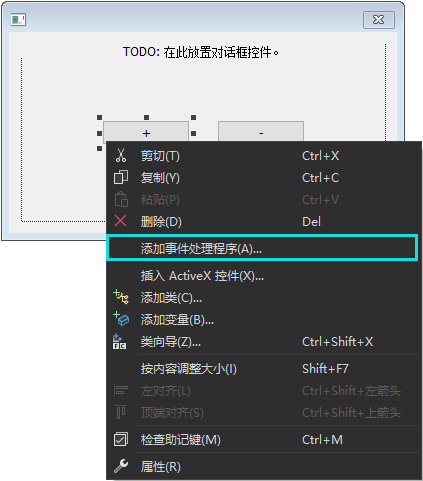 TODO: 在此放置对话框控件。
+
-
剪切(T) Ctrl+X
复制(Y) Ctrl+C
粘贴(P) Ctrl+V
删除(D) Del
添加事件处理程序(A)...
插入 ActiveX 控件(X)...
添加类(C)...
添加变量(B)...
类向导(Z)... Ctrl+Shift+X
按内容调整大小(I) Shift+F7
左对齐(L) Ctrl+Shift+左箭头
顶端对齐(S) Ctrl+Shift+上箭头
检查助记键(M) Ctrl+M
属性(R)